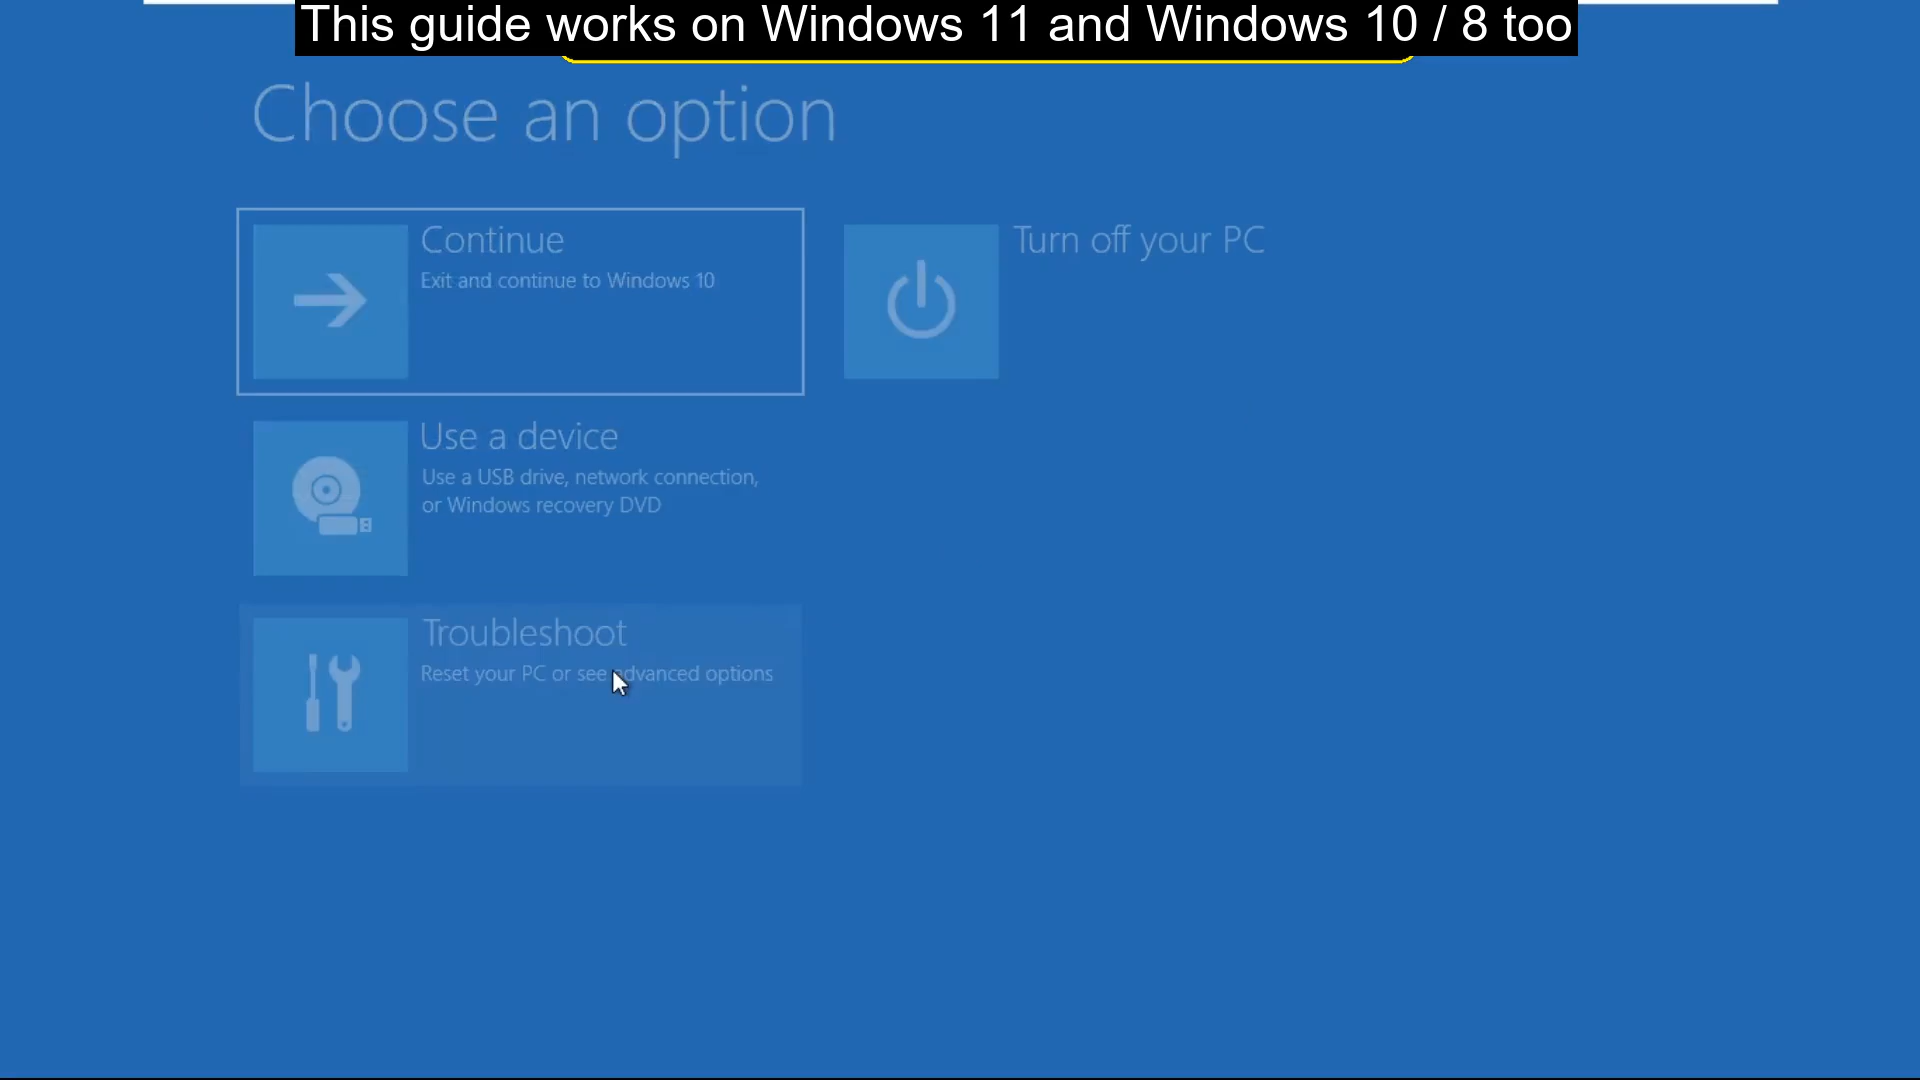 This guide works on Windows 11 and Windows 10 / 8 too
Choose an option
Continue
Exit and continue to Windows 10
Turn off your PC
Use a device
Use a USB drive, network connection,
or Windows recovery DVD
Troubleshoot
Reset your PC or see advanced options